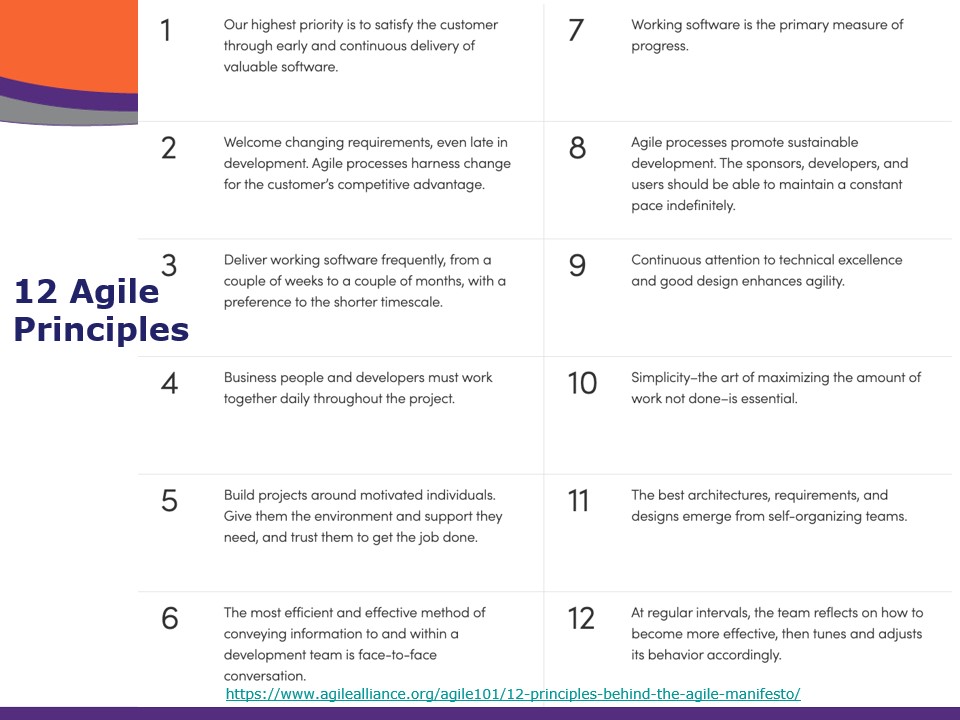 12 Agile
Principles
1
Our highest priority is to satisfy the customer
through early and continuous delivery of
valuable software.
2
Welcome changing requirements, even late in
development. Agile processes harness change
for the customer’s competitive advantage.
3
Deliver working software frequently, from a
couple of weeks to a couple of months, with a
preference to the shorter timescale.
4
Business people and developers must work
together daily throughout the project.
5
Build projects around motivated individuals.
Give them the environment and support they
need, and trust them to get the job done.
6
The most efficient and effective method of
conveying information to and within a
development team is face-to-face
conversation.
7
Working software is the primary measure of
progress.
8
Agile processes promote sustainable
development. The sponsors, developers, and
users should be able to maintain a constant
pace indefinitely.
9
Continuous attention to technical excellence
and good design enhances agility.
10
Simplicity–the art of maximizing the amount of
work not done–is essential.
11
The best architectures, requirements, and
designs emerge from self-organizing teams.
12
At regular intervals, the team reflects on how to
become more effective, then tunes and adjusts
its behavior accordingly.
https://www.agilealliance.org/agile101/12-principles-behind-the-agile-manifesto/